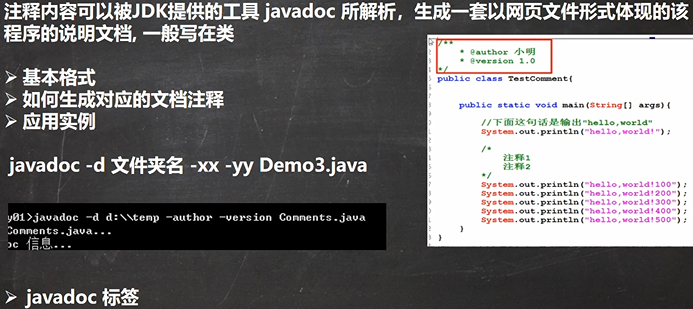 注释内容可以被JDK提供的工具 javadoc 所解析，生成一套以网页文件形式体现的该
程序的说明文档, 一般写在类
➢ 基本格式
➢ 如何生成对应的文档注释
➢ 应用实例
javadoc -d 文件夹名 -xx -yy Demo3.java
y01>javadoc -d d:\\temp -author -version Comments.java
Comments.java...
oc 信息...
➢ javadoc 标签
/**
* @author 小明
* @version 1.0
*/
public class TestComment{
public static void main(String[] args){
//下面这句话是输出"hello,world"
System.out.println("hello,world!");
/*
注释1
注释2
*/
System.out.println("hello,world!100");
System.out.println("hello,world!200");
System.out.println("hello,world!300");
System.out.println("hello,world!400");
System.out.println("hello,world!500");
}
}